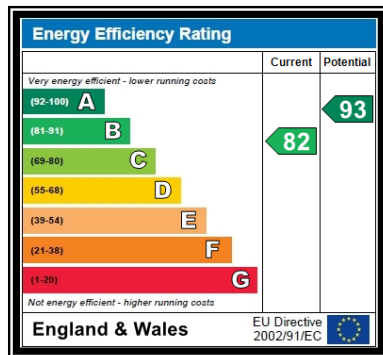 Energy Efficiency Rating
Current Potential
Very energy efficient - lower running costs
(92-100) A
93
(81-91) B
82
(69-80) C
(55-68) D
(39-54) E
(21-38) F
(1-20) G
Not energy efficient - higher running costs
England & Wales
EU Directive
2002/91/EC